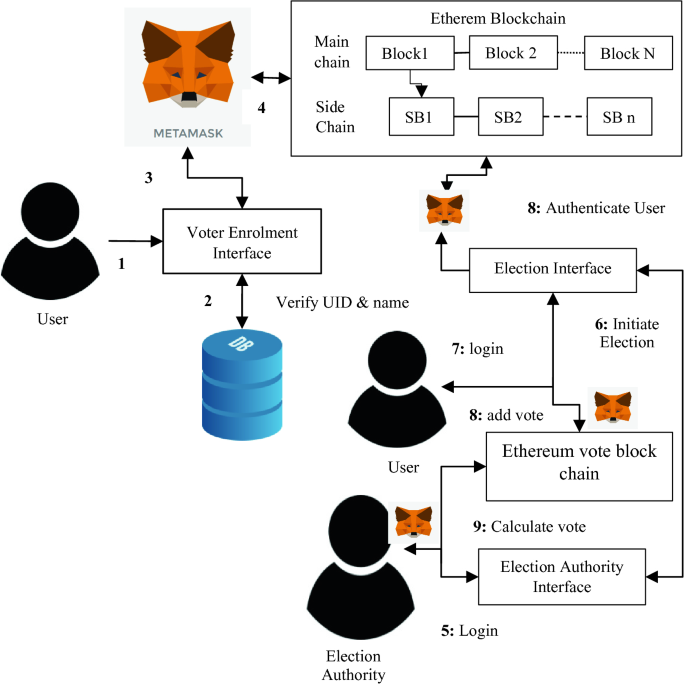 Etherem Blockchain
Main
chain
Block1
Block 2
Block N
4
METAMASK
Side
Chain
SB1
SB2
SB n
3
8: Authenticate User
Voter Enrolment
Interface
1
Election Interface
User
2
Verify UID & name
6: Initiate
Election
DB
7: login
8: add vote
User
Ethereum vote block
chain
9: Calculate vote
Election Authority
Interface
5: Login
Election
Authority